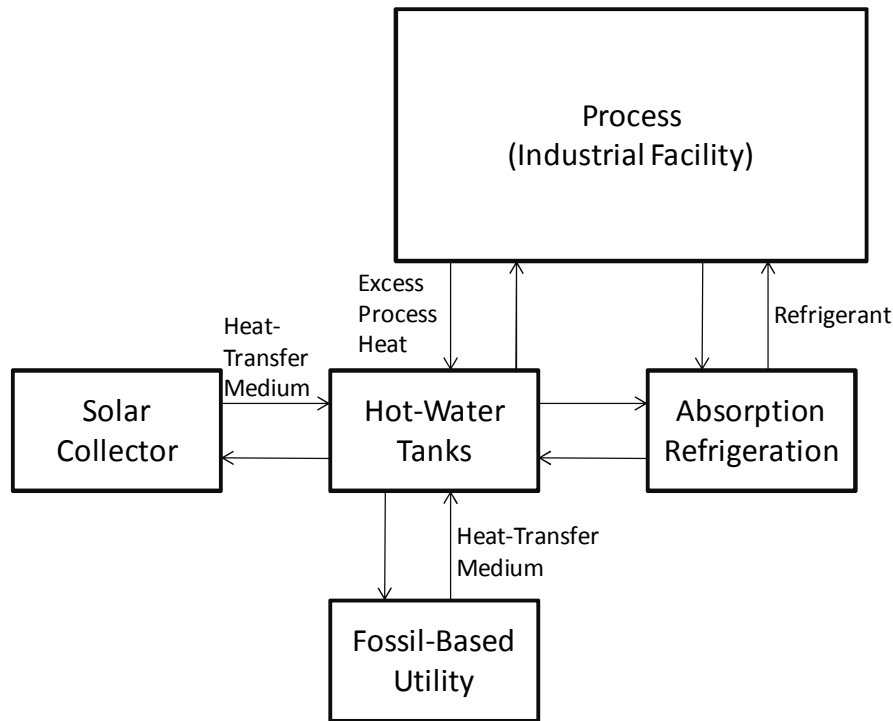 Process
(Industrial Facility)
Excess
Process
Heat
Refrigerant
Heat-
Transfer
Medium
Solar
Collector
Hot-Water
Tanks
Absorption
Refrigeration
Heat-Transfer
Medium
Fossil-Based
Utility